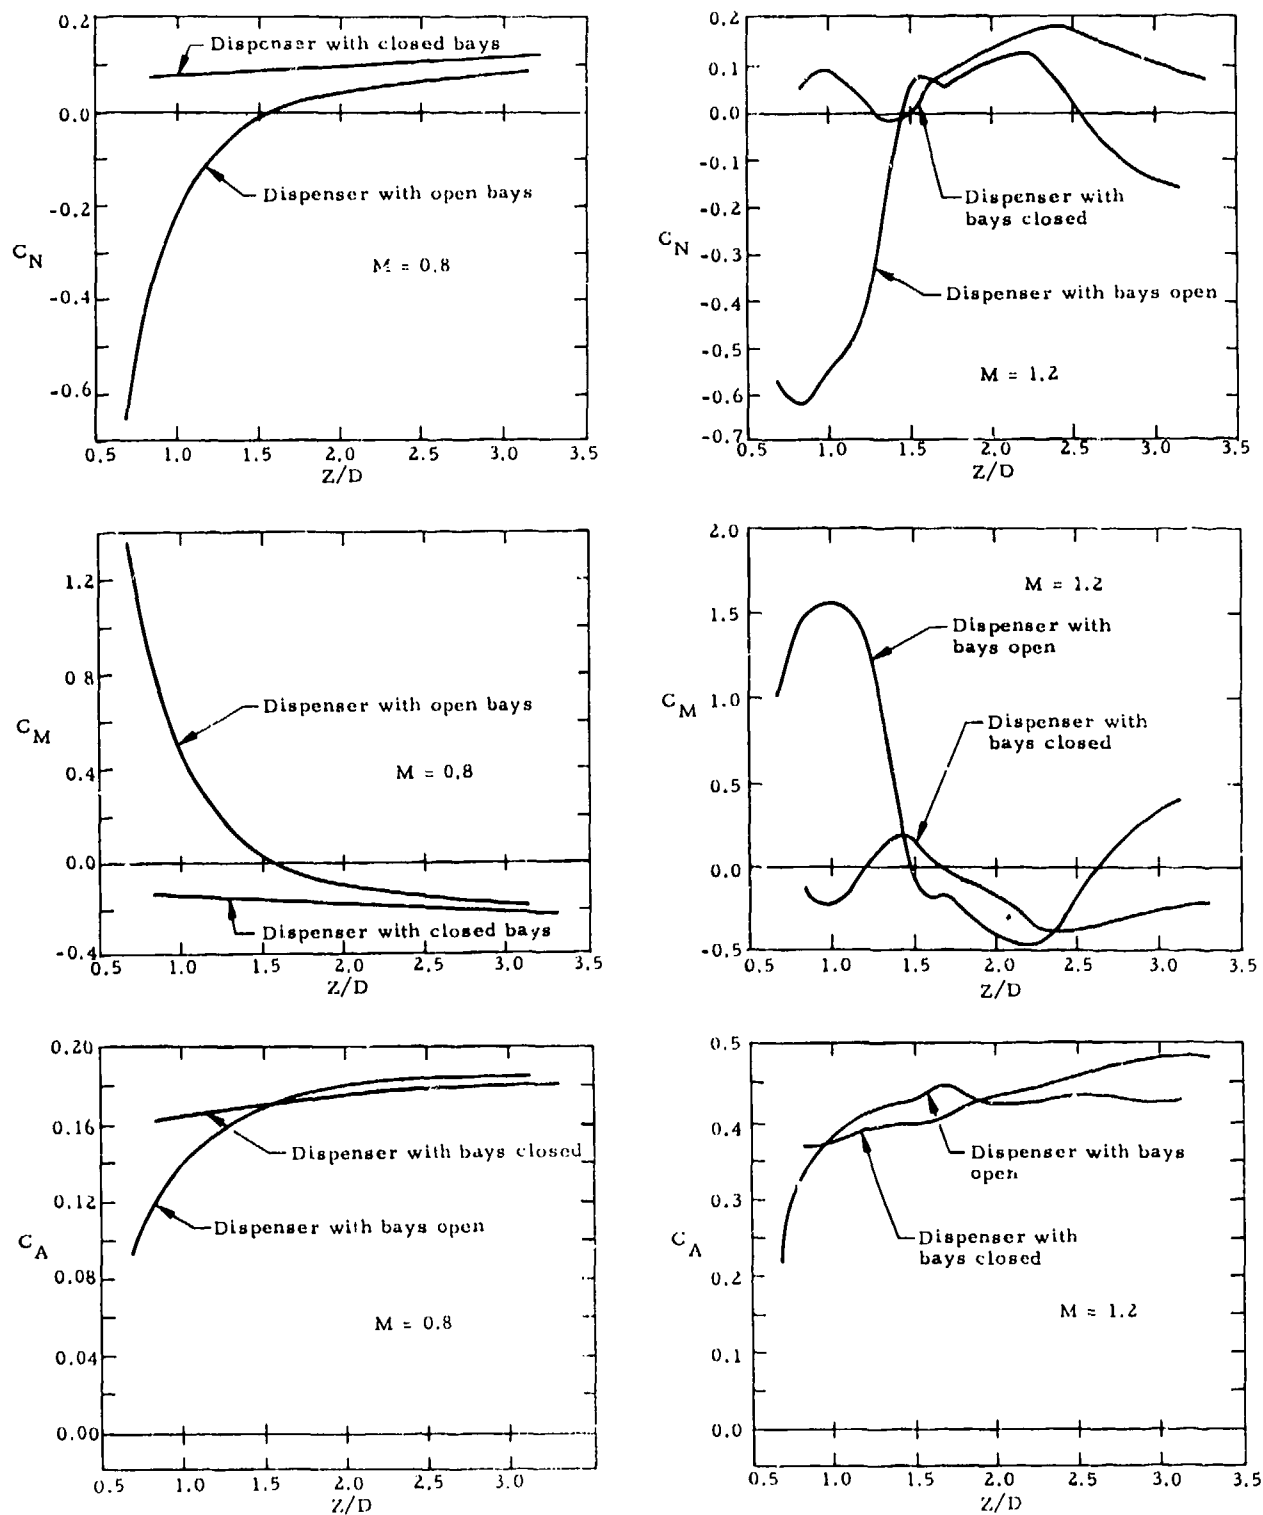 0.2
Dispenser with closed bays
0.0
Dispenser with open bays
-0.2
C_N
M = 0.8
-0.4
-0.6
0.5 1.0 1.5 2.0 2.5 3.0 3.5
Z/D
0.2
0.1
0.0
-0.1
Dispenser with
bays closed
-0.2
C_N
-0.3
Dispenser with bays open
-0.4
-0.5
M = 1.2
-0.6
-0.7
0.5 1.0 1.5 2.0 2.5 3.0 3.5
Z/D
1.2
0.8
Dispenser with open bays
C_M
M = 0.8
0.4
0.0
Dispenser with closed bays
-0.4
0.5 1.0 1.5 2.0 2.5 3.0 3.5
Z/D
2.0
M = 1.2
1.5
Dispenser with
bays open
C_M
1.0
Dispenser with
bays closed
0.5
0.0
-0.5
0.5 1.0 1.5 2.0 2.5 3.0 3.5
Z/D
0.20
0.16
Dispenser with bays closed
0.12
Dispenser with bays open
C_A
0.08
M = 0.8
0.04
0.00
0.5 1.0 1.5 2.0 2.5 3.0
Z/D
0.5
0.4
Dispenser with bays
open
0.3
C_A
Dispenser with
bays closed
0.2
M = 1.2
0.1
0.0
0.5 1.0 1.5 2.0 2.5 3.0 3.5
Z/D